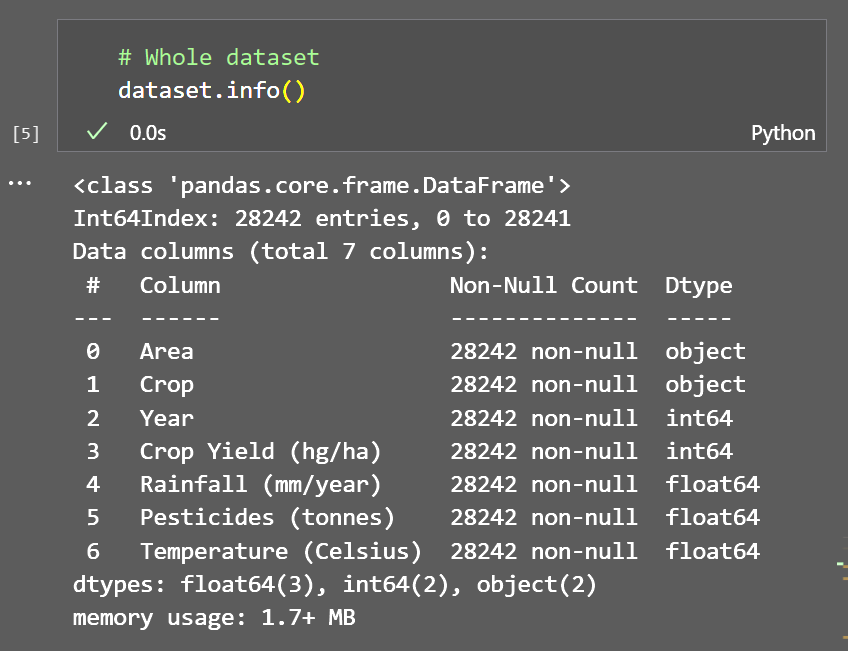 # Whole dataset
dataset.info()
[5] ✓ 0.0s Python
... <class 'pandas.core.frame.DataFrame'>
Int64Index: 28242 entries, 0 to 28241
Data columns (total 7 columns):
 #   Column                 Non-Null Count  Dtype
---  ------                 --------------  -----
 0   Area                   28242 non-null  object
 1   Crop                   28242 non-null  object
 2   Year                   28242 non-null  int64
 3   Crop Yield (hg/ha)     28242 non-null  int64
 4   Rainfall (mm/year)     28242 non-null  float64
 5   Pesticides (tonnes)    28242 non-null  float64
 6   Temperature (Celsius)  28242 non-null  float64
dtypes: float64(3), int64(2), object(2)
memory usage: 1.7+ MB